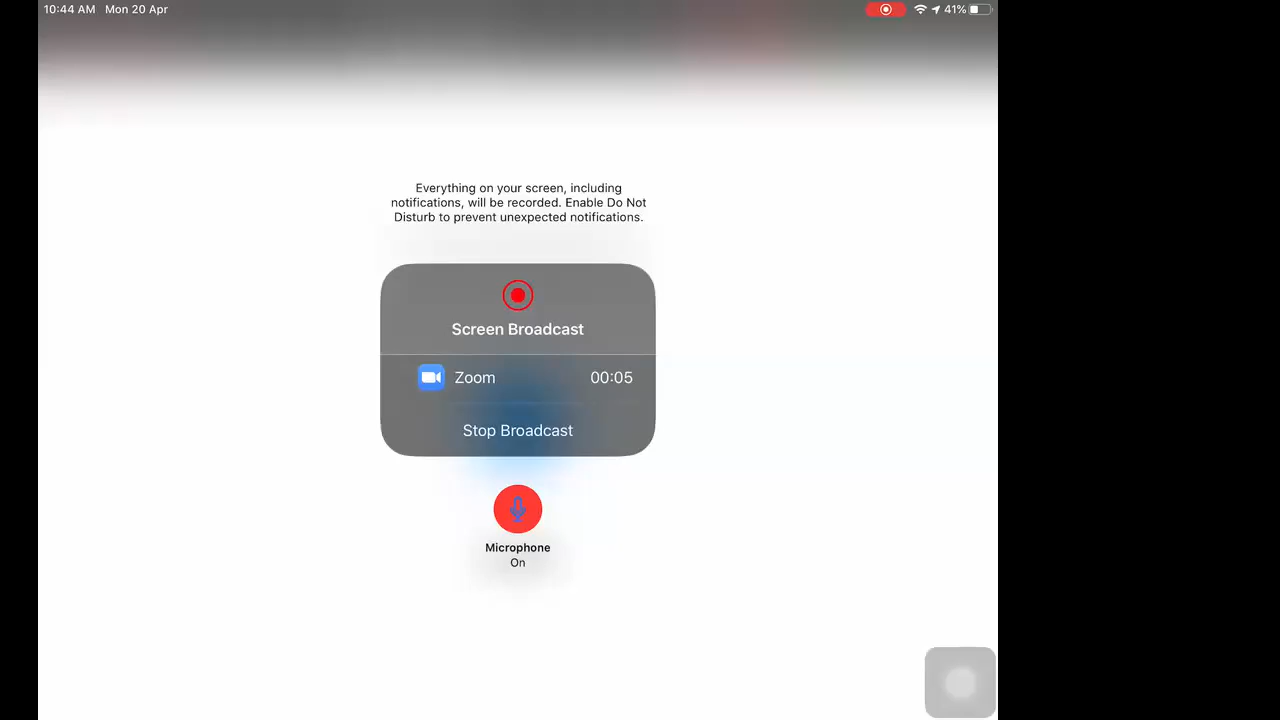 10:44 AM Mon 20 Apr 41%
Everything on your screen, including
notifications, will be recorded. Enable Do Not
Disturb to prevent unexpected notifications.
Screen Broadcast
Zoom 00:05
Stop Broadcast
Microphone
On